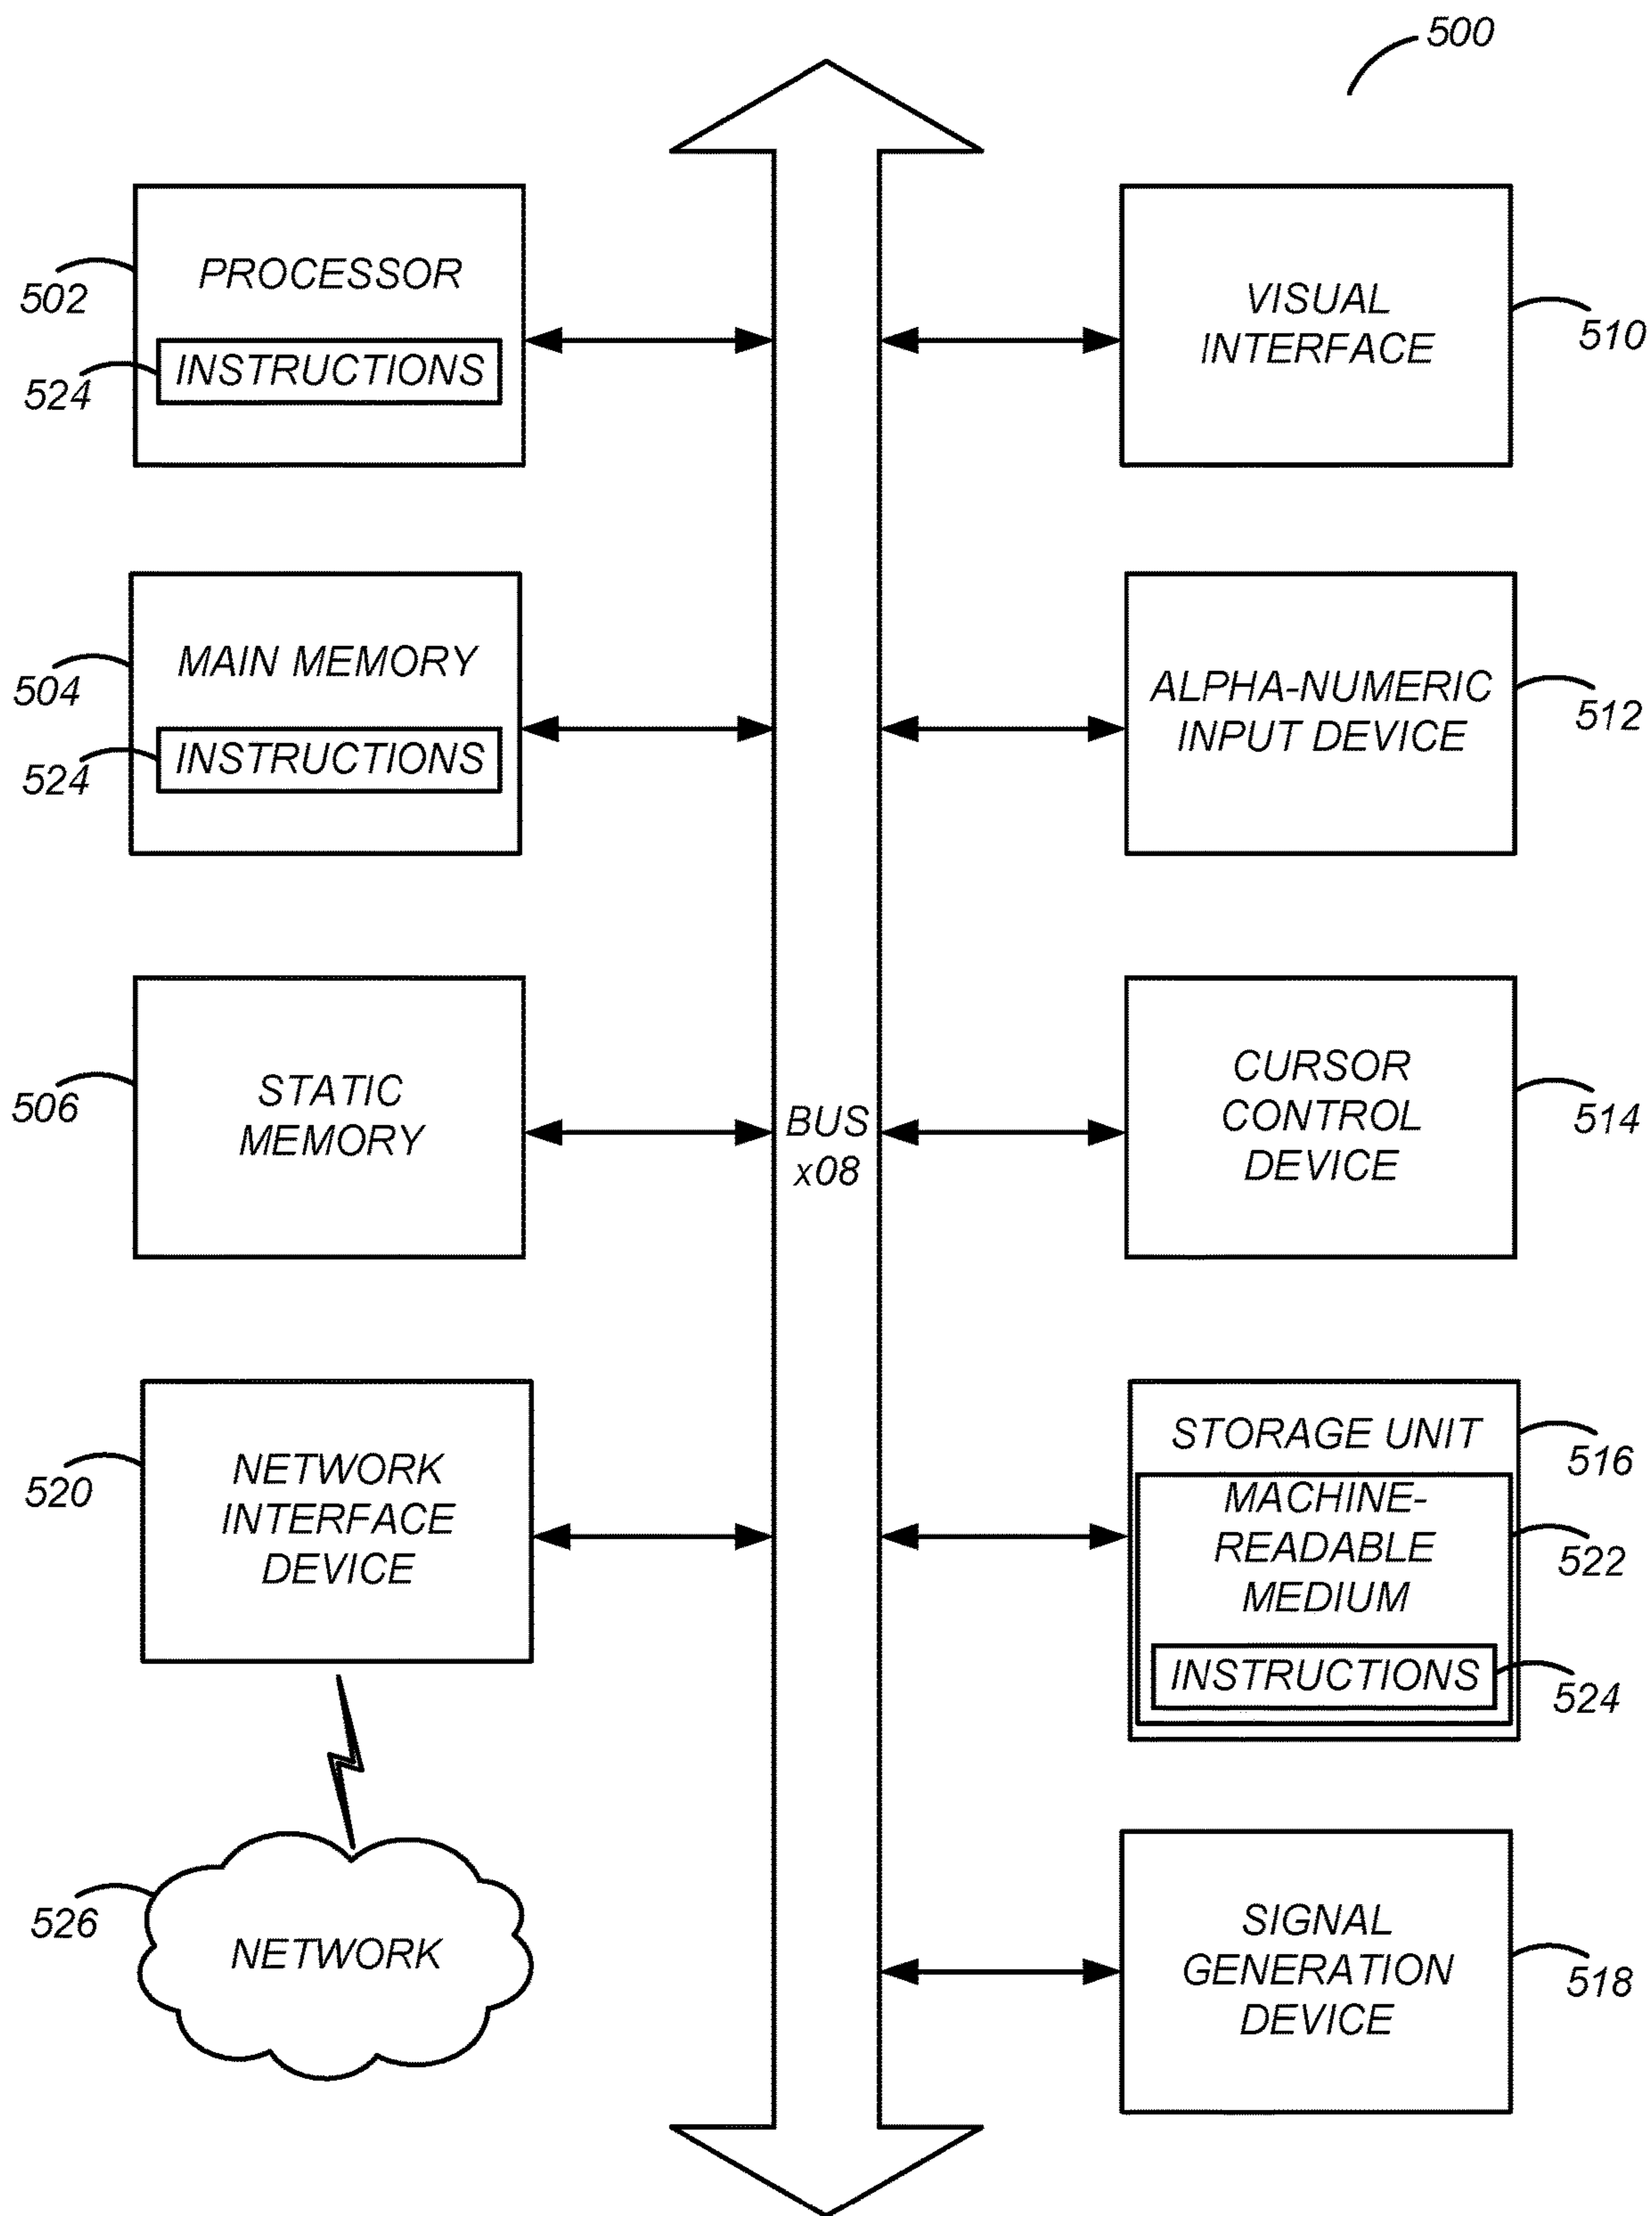 500
PROCESSOR
502
INSTRUCTIONS
524
VISUAL
INTERFACE
510
MAIN MEMORY
504
INSTRUCTIONS
524
ALPHA-NUMERIC
INPUT DEVICE
512
STATIC
MEMORY
506
BUS
x08
CURSOR
CONTROL
DEVICE
514
NETWORK
INTERFACE
DEVICE
520
STORAGE UNIT
516
MACHINE-
READABLE
MEDIUM
522
INSTRUCTIONS
524
NETWORK
526
SIGNAL
GENERATION
DEVICE
518